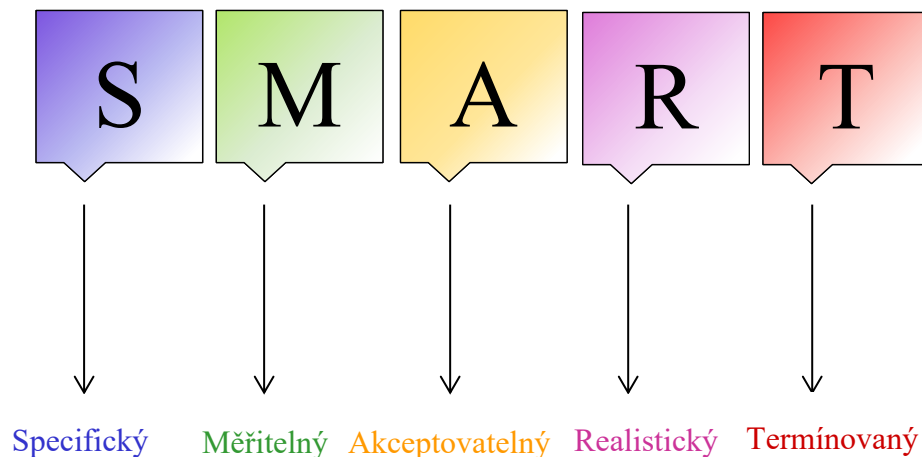 S M A R T
Specifický Měřitelný Akceptovatelný Realistický Termínovaný